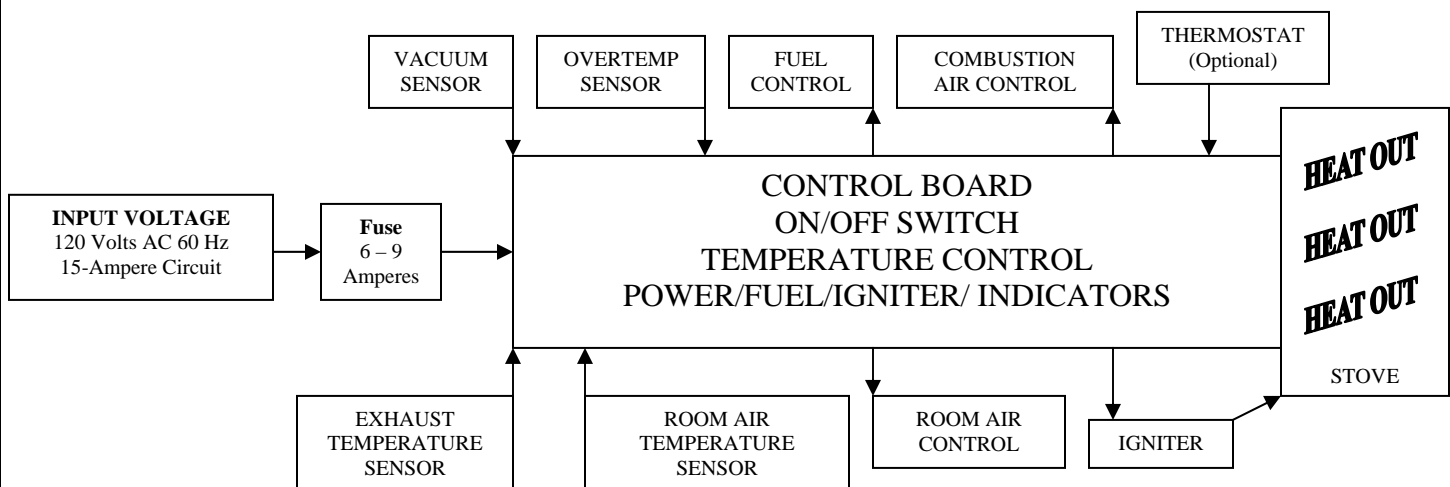 VACUUM
SENSOR
OVERTEMP
SENSOR
FUEL
CONTROL
COMBUSTION
AIR CONTROL
THERMOSTAT
(Optional)
INPUT VOLTAGE
120 Volts AC 60 Hz
15-Ampere Circuit
Fuse
6 – 9
Amperes
CONTROL BOARD
ON/OFF SWITCH
TEMPERATURE CONTROL
POWER/FUEL/IGNITER/ INDICATORS
HEAT OUT
HEAT OUT
HEAT OUT
STOVE
EXHAUST
TEMPERATURE
SENSOR
ROOM AIR
TEMPERATURE
SENSOR
ROOM AIR
CONTROL
IGNITER